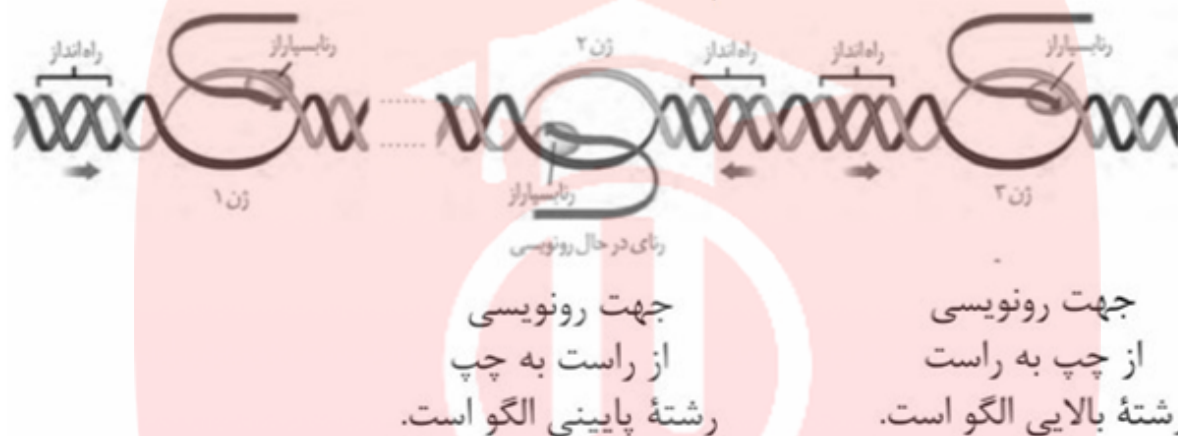 راه‌انداز
رنابسپاراز
ژن ۱
ژن ۲
راه‌انداز
رنابسپاراز
رنای در حال رونویسی
راه‌انداز
رنابسپاراز
ژن ۳
جهت رونویسی
از چپ به راست
رشتهٔ بالایی الگو است.
جهت رونویسی
از راست به چپ
رشتهٔ پایینی الگو است.